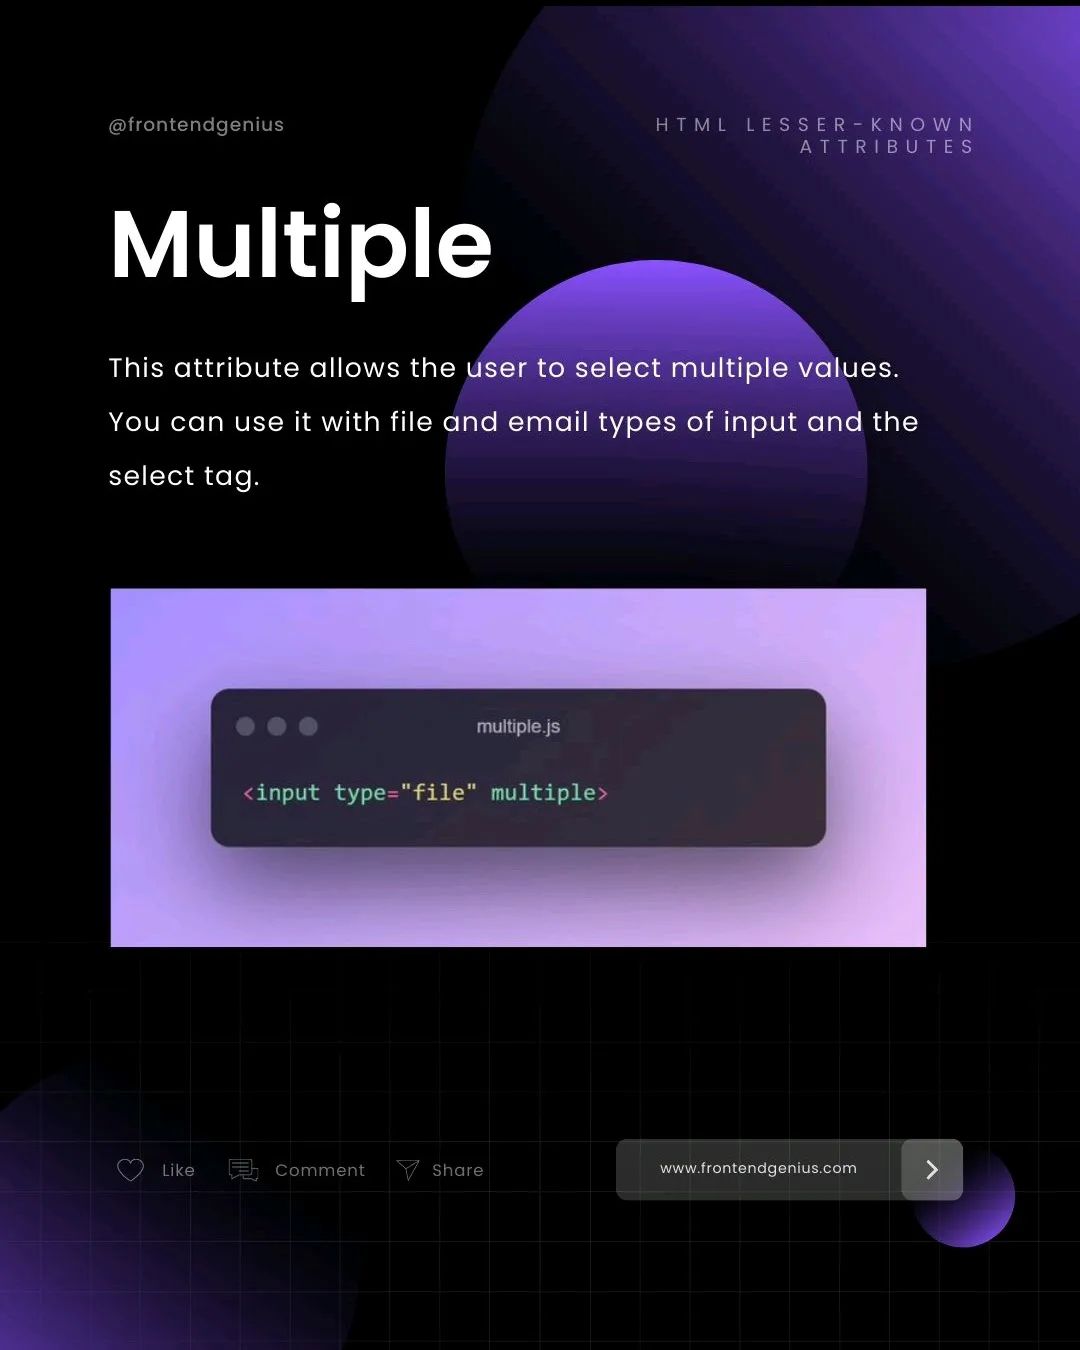 @frontendgenius
HTML LESSER-KNOWN
ATTRIBUTES
Multiple
This attribute allows the user to select multiple values.
You can use it with file and email types of input and the
select tag.
multiple.js
<input type="file" multiple>
Like Comment Share
www.frontendgenius.com